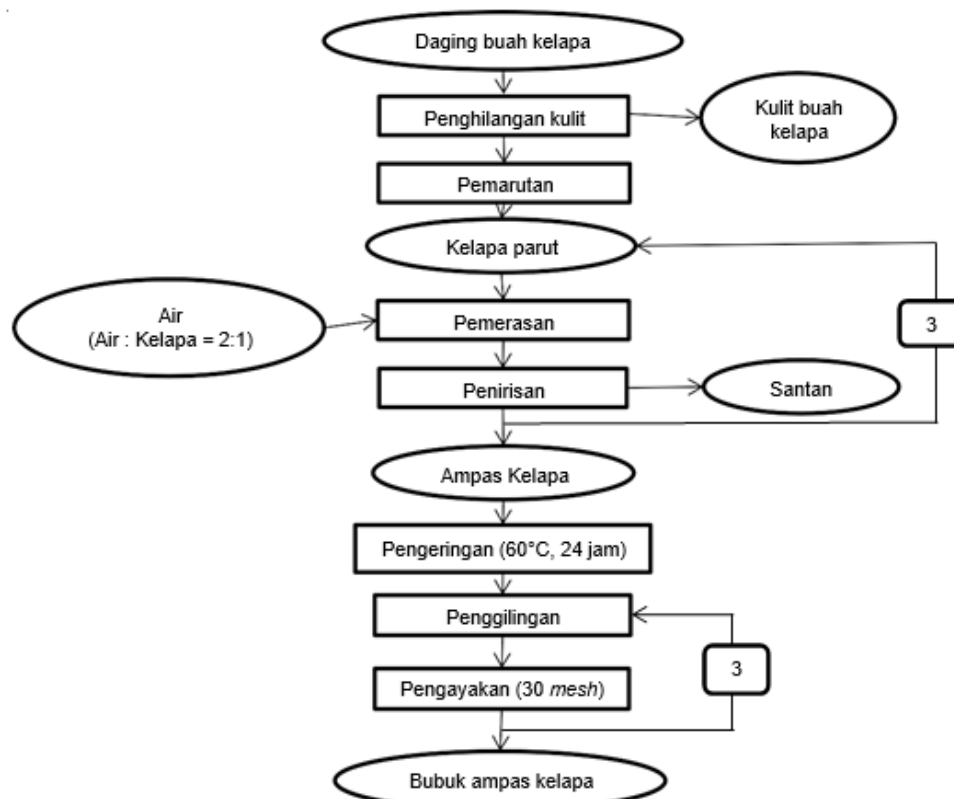 Daging buah kelapa
Penghilangan kulit
Kulit buah
kelapa
Pemarutan
Kelapa parut
Air
(Air : Kelapa = 2:1)
Pemerasan
3
Penirisan
Santan
Ampas Kelapa
Pengeringan (60°C, 24 jam)
Penggilingan
3
Pengayakan (30 mesh)
Bubuk ampas kelapa